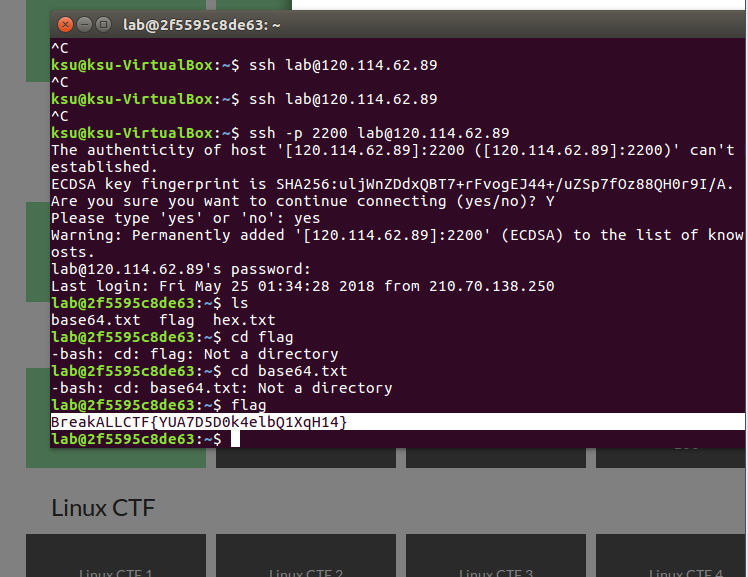 lab@2f5595c8de63: ~
^C
ksu@ksu-VirtualBox:~$ ssh lab@120.114.62.89
^C
ksu@ksu-VirtualBox:~$ ssh lab@120.114.62.89
^C
ksu@ksu-VirtualBox:~$ ssh -p 2200 lab@120.114.62.89
The authenticity of host '[120.114.62.89]:2200 ([120.114.62.89]:2200)' can't
established.
ECDSA key fingerprint is SHA256:uljWnZDdxQBT7+rFvogEJ44+/uZSp7fOz88QH0r9I/A.
Are you sure you want to continue connecting (yes/no)? Y
Please type 'yes' or 'no': yes
Warning: Permanently added '[120.114.62.89]:2200' (ECDSA) to the list of know
osts.
lab@120.114.62.89's password:
Last login: Fri May 25 01:34:28 2018 from 210.70.138.250
lab@2f5595c8de63:~$ ls
base64.txt  flag  hex.txt
lab@2f5595c8de63:~$ cd flag
-bash: cd: flag: Not a directory
lab@2f5595c8de63:~$ cd base64.txt
-bash: cd: base64.txt: Not a directory
lab@2f5595c8de63:~$ flag
BreakALLCTF{YUA7D5D0k4elbQ1XqH14}
lab@2f5595c8de63:~$
Linux CTF
Linux CTF 1
Linux CTF 2
Linux CTF 3
Linux CTF 4